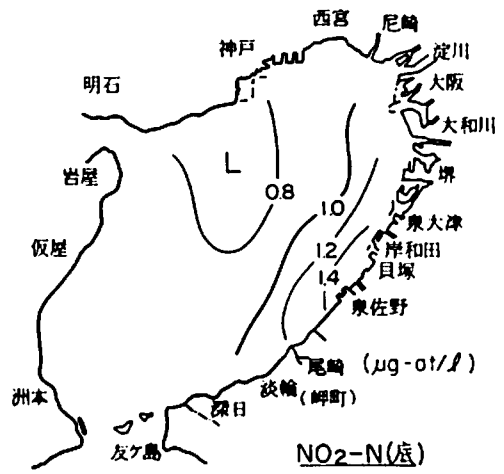 西宮
尼崎
神戸
淀川
明石
大阪
大和川
岩屋
L
0.8
堺
1.0
泉大津
仮屋
1.2
岸和田
1.4
貝塚
泉佐野
尾崎 (μg-at/l)
洲本
淡輪
(岬町)
深日
友ケ島
NO2-N(底)